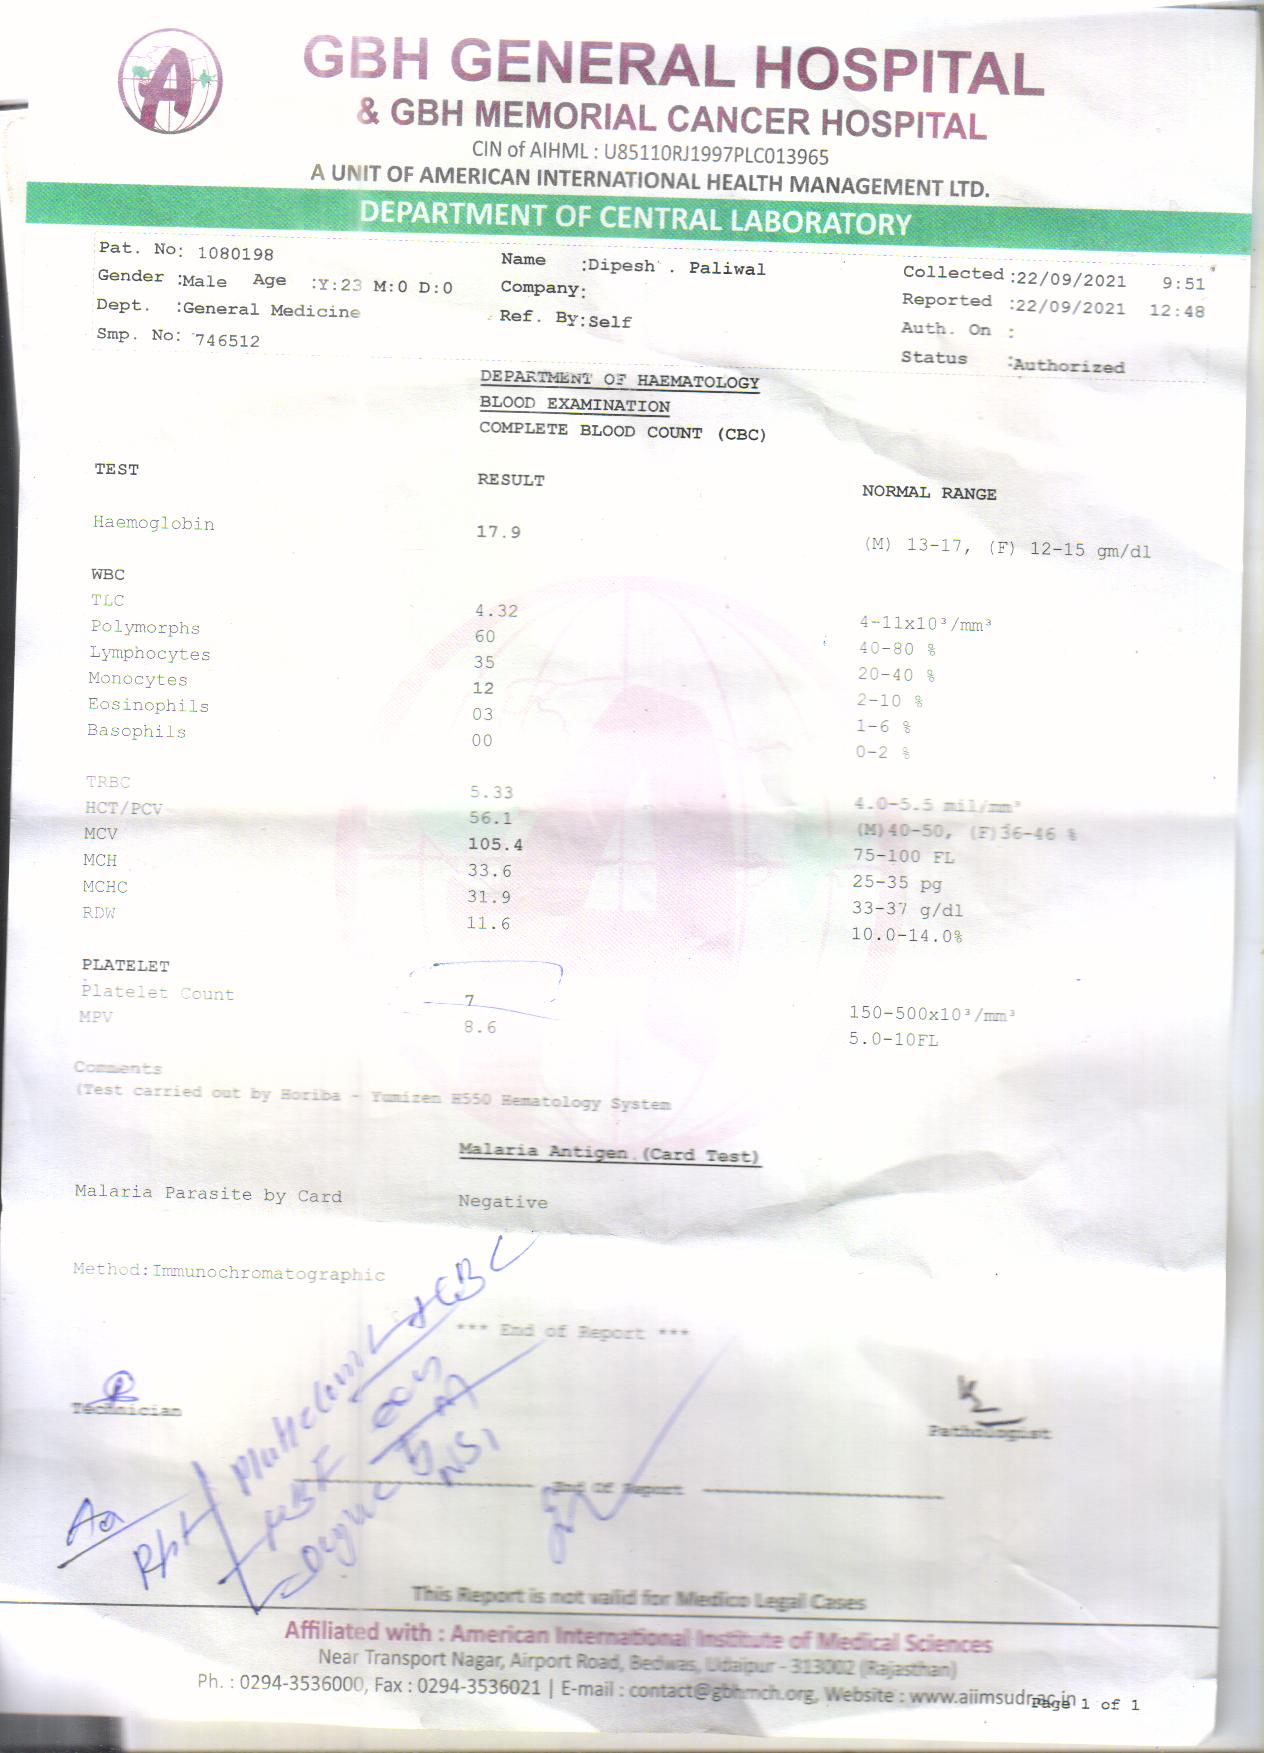 GBH GENERAL HOSPITAL
& GBH MEMORIAL CANCER HOSPITAL
CIN of AIHML : U85110RJ1997PLC013965
A UNIT OF AMERICAN INTERNATIONAL HEALTH MANAGEMENT LTD.
DEPARTMENT OF CENTRAL LABORATORY
Pat. No: 1080198 Name :Dipesh . Paliwal Collected :22/09/2021 9:51
Gender :Male Age :Y:23 M:0 D:0 Company: Reported :22/09/2021 12:48
Dept. :General Medicine Ref. By:Self Auth. On :
Smp. No: 746512 Status :Authorized
DEPARTMENT OF HAEMATOLOGY
BLOOD EXAMINATION
COMPLETE BLOOD COUNT (CBC)
TEST RESULT NORMAL RANGE
Haemoglobin 17.9 (M) 13-17, (F) 12-15 gm/dl
WBC
TLC 4.32 4-11x10³/mm³
Polymorphs 60 40-80 %
Lymphocytes 35 20-40 %
Monocytes 12 2-10 %
Eosinophils 03 1-6 %
Basophils 00 0-2 %
TRBC 5.33 4.0-5.5 mil/mm³
HCT/PCV 56.1 (M)40-50, (F)36-46 %
MCV 105.4 75-100 FL
MCH 33.6 25-35 pg
MCHC 31.9 33-37 g/dl
RDW 11.6 10.0-14.0%
PLATELET
Platelet Count 7 150-500x10³/mm³
MPV 8.6 5.0-10FL
Comments
(Test carried out by Horiba - Yumizen H550 Hematology System
Malaria Antigen (Card Test)
Malaria Parasite by Card Negative
Method:Immunochromatographic
*** End of Report ***
Technician Pathologist
CBC
NS1
End Of Report
This Report is not valid for Medico Legal Cases
Affiliated with : American International Institute of Medical Sciences
Near Transport Nagar, Airport Road, Bedwas, Udaipur - 313002 (Rajasthan)
Ph. : 0294-3536000, Fax : 0294-3536021 | E-mail : contact@gbhmch.org, Website : www.aiimsudr.ac.in
Page 1 of 1